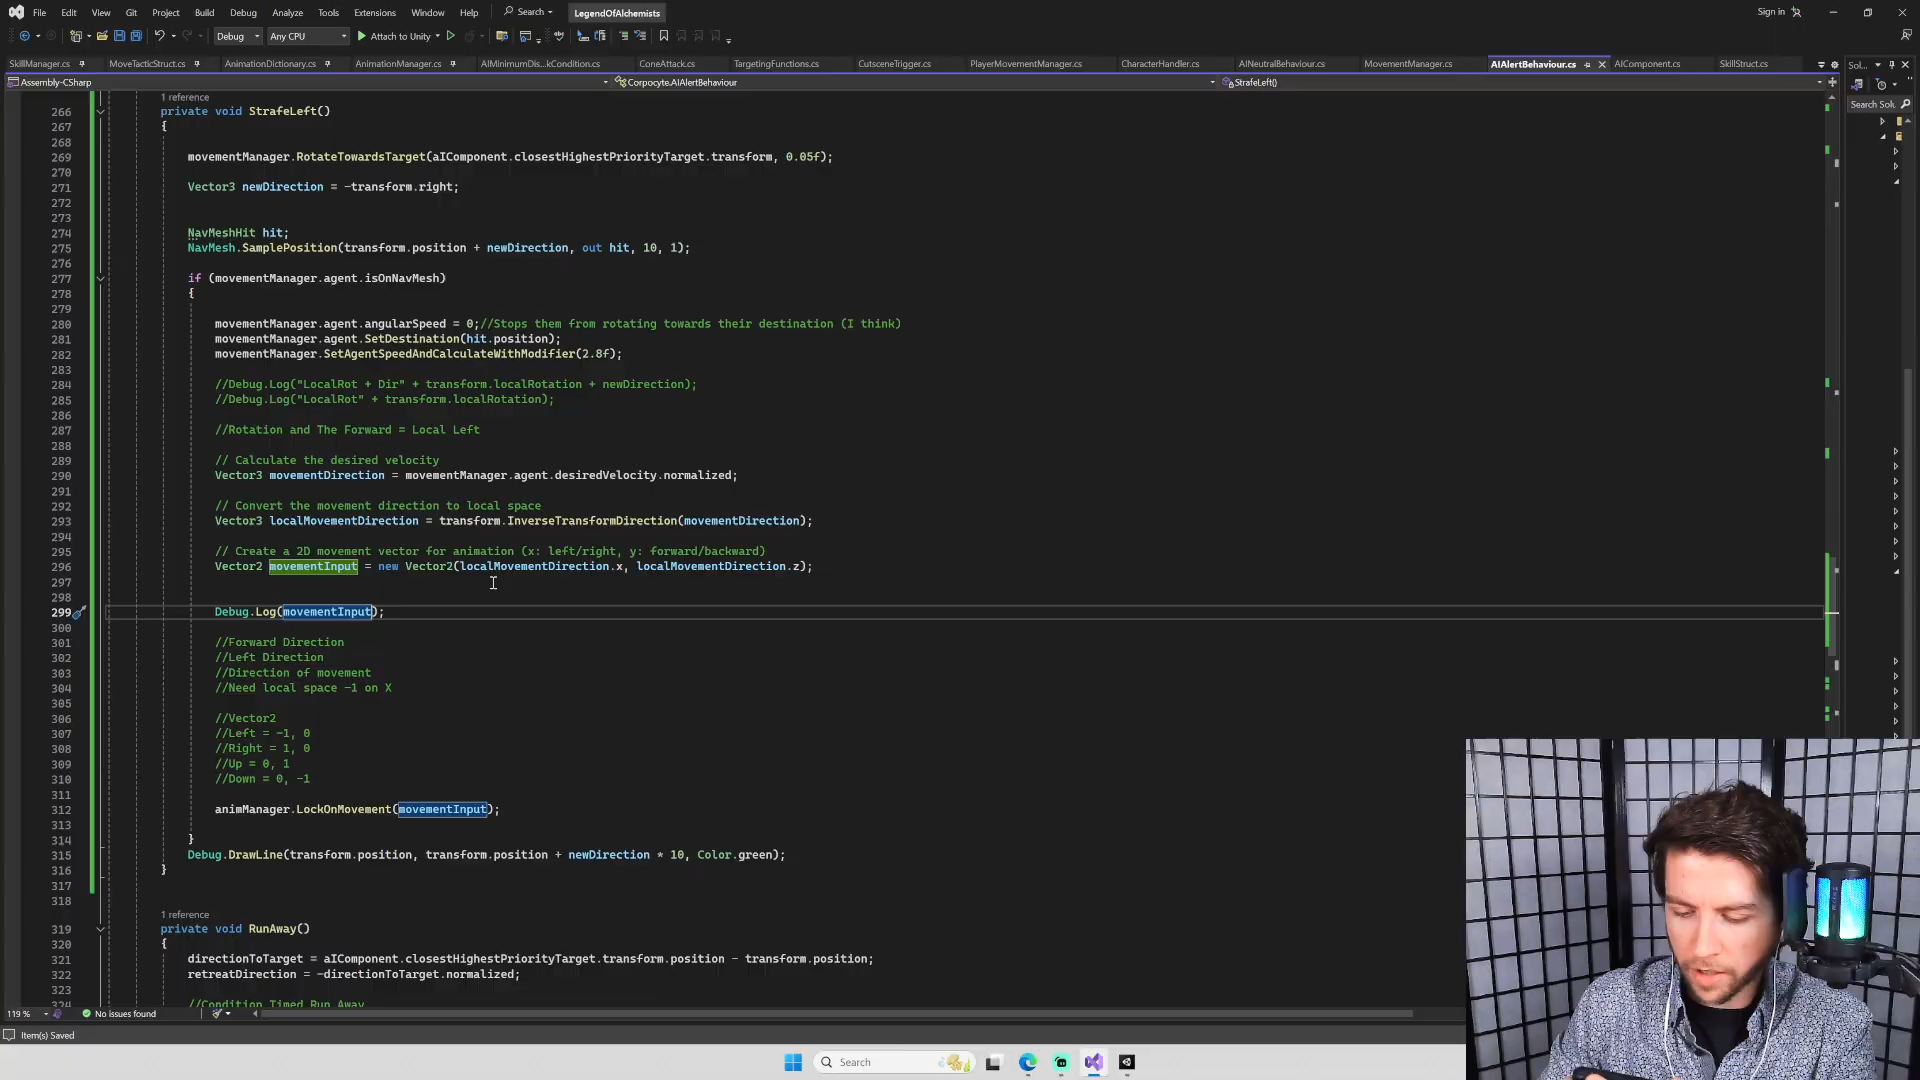 File Edit View Git Project Build Debug Analyze Tools Extensions Window Help Search LegendOfAlchemists Sign in
Debug Any CPU Attach to Unity
SkillManager.cs MoveTacticStruct.cs AnimationDictionary.cs AnimationManager.cs AIMinimumDis...kCondition.cs ConeAttack.cs TargetingFunctions.cs CutsceneTrigger.cs PlayerMovementManager.cs CharacterHandler.cs AINeutralBehaviour.cs MovementManager.cs AIAlertBehaviour.cs AIComponent.cs SkillStruct.cs Sol...
Assembly-CSharp Corpocyte.AIAlertBehaviour StrafeLeft()
Search Solu
1 reference
266 private void StrafeLeft()
267 {
268
269 movementManager.RotateTowardsTarget(aIComponent.closestHighestPriorityTarget.transform, 0.05f);
270
271 Vector3 newDirection = -transform.right;
272
273
274 NavMeshHit hit;
275 NavMesh.SamplePosition(transform.position + newDirection, out hit, 10, 1);
276
277 if (movementManager.agent.isOnNavMesh)
278 {
279
280 movementManager.agent.angularSpeed = 0;//Stops them from rotating towards their destination (I think)
281 movementManager.agent.SetDestination(hit.position);
282 movementManager.SetAgentSpeedAndCalculateWithModifier(2.8f);
283
284 //Debug.Log("LocalRot + Dir" + transform.localRotation + newDirection);
285 //Debug.Log("LocalRot" + transform.localRotation);
286
287 //Rotation and The Forward = Local Left
288
289 // Calculate the desired velocity
290 Vector3 movementDirection = movementManager.agent.desiredVelocity.normalized;
291
292 // Convert the movement direction to local space
293 Vector3 localMovementDirection = transform.InverseTransformDirection(movementDirection);
294
295 // Create a 2D movement vector for animation (x: left/right, y: forward/backward)
296 Vector2 movementInput = new Vector2(localMovementDirection.x, localMovementDirection.z);
297
298
299 Debug.Log(movementInput);
300
301 //Forward Direction
302 //Left Direction
303 //Direction of movement
304 //Need local space -1 on X
305
306 //Vector2
307 //Left = -1, 0
308 //Right = 1, 0
309 //Up = 0, 1
310 //Down = 0, -1
311
312 animManager.LockOnMovement(movementInput);
313
314 }
315 Debug.DrawLine(transform.position, transform.position + newDirection * 10, Color.green);
316 }
317
318
1 reference
319 private void RunAway()
320 {
321 directionToTarget = aIComponent.closestHighestPriorityTarget.transform.position - transform.position;
322 retreatDirection = -directionToTarget.normalized;
323
324 //Condition Timed Run Away
119 % No issues found
Item(s) Saved
Search